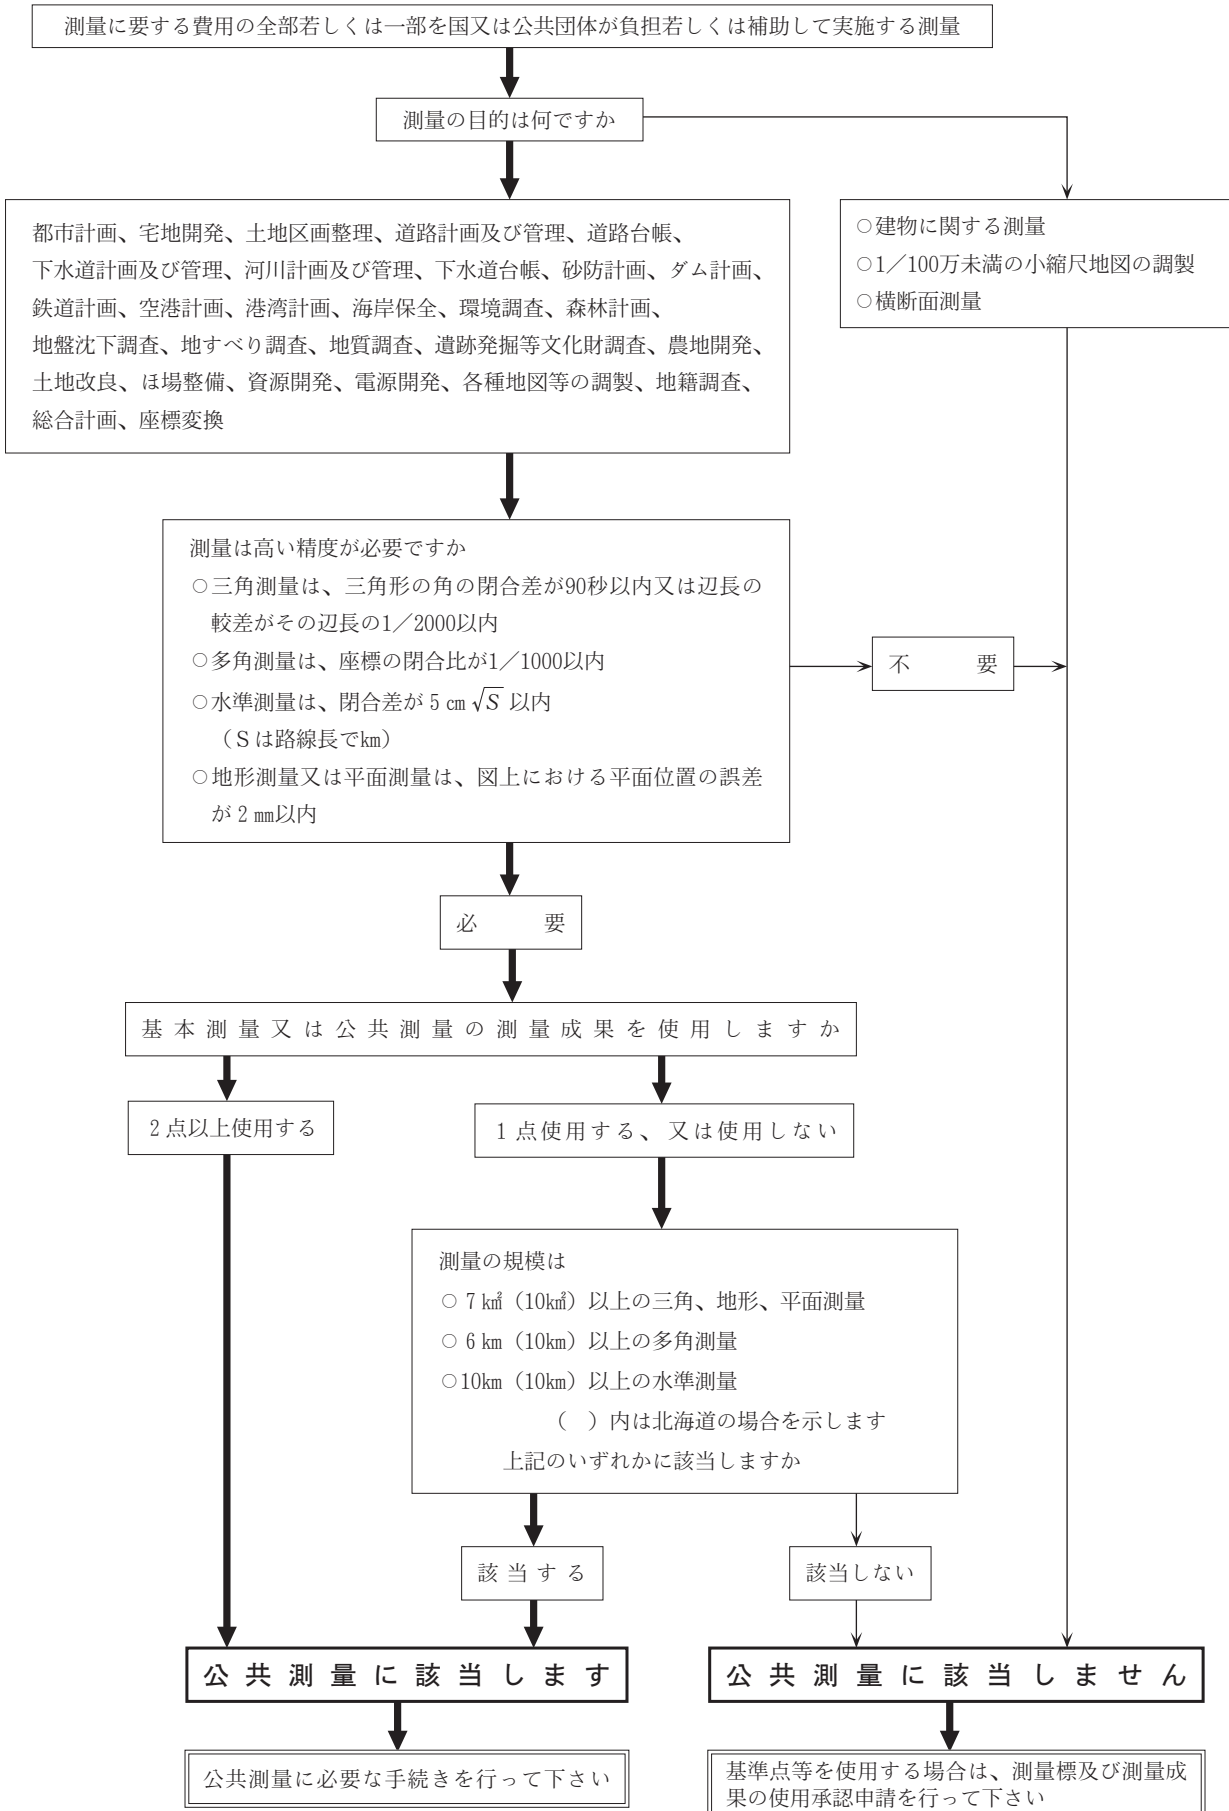 測量に要する費用の全部若しくは一部を国又は公共団体が負担若しくは補助して実施する測量
測量の目的は何ですか
都市計画、宅地開発、土地区画整理、道路計画及び管理、道路台帳、
下水道計画及び管理、河川計画及び管理、下水道台帳、砂防計画、ダム計画、
鉄道計画、空港計画、港湾計画、海岸保全、環境調査、森林計画、
地盤沈下調査、地すべり調査、地質調査、遺跡発掘等文化財調査、農地開発、
土地改良、ほ場整備、資源開発、電源開発、各種地図等の調製、地籍調査、
総合計画、座標変換
○建物に関する測量
○1／100万未満の小縮尺地図の調製
○横断面測量
測量は高い精度が必要ですか
○三角測量は、三角形の角の閉合差が90秒以内又は辺長の
較差がその辺長の1／2000以内
○多角測量は、座標の閉合比が1／1000以内
○水準測量は、閉合差が 5 ㎝ √S 以内
（Ｓは路線長で㎞）
○地形測量又は平面測量は、図上における平面位置の誤差
が 2 ㎜以内
不　要
必　要
基本測量又は公共測量の測量成果を使用しますか
2 点以上使用する
1 点使用する、又は使用しない
測量の規模は
○ 7 ㎢（10㎢）以上の三角、地形、平面測量
○ 6 ㎞（10㎞）以上の多角測量
○10㎞（10㎞）以上の水準測量
（　）内は北海道の場合を示します
上記のいずれかに該当しますか
該当する
該当しない
公共測量に該当します
公共測量に該当しません
公共測量に必要な手続きを行って下さい
基準点等を使用する場合は、測量標及び測量成
果の使用承認申請を行って下さい